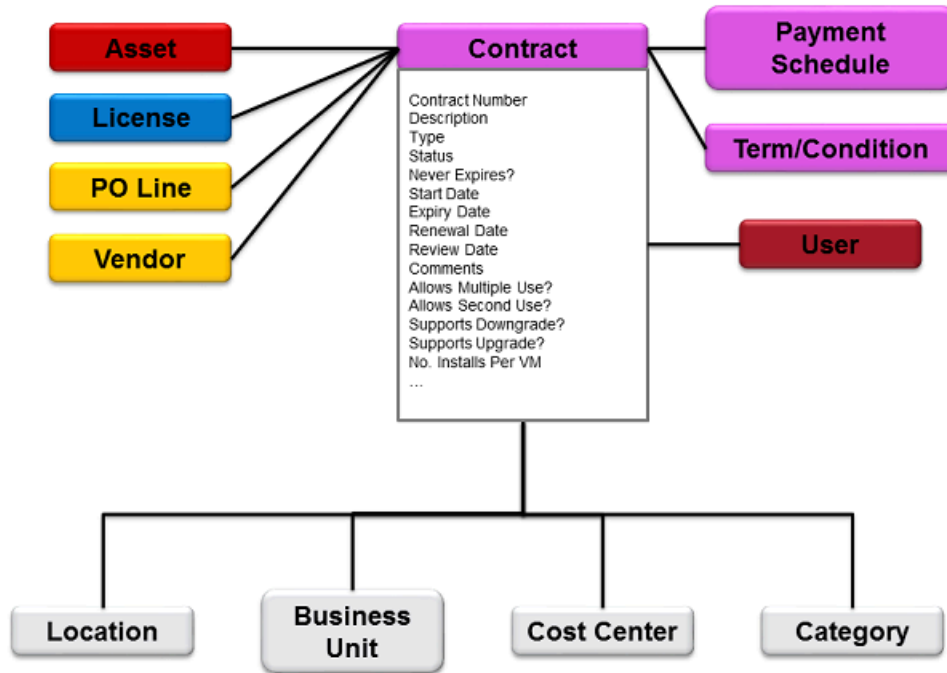 Asset
Contract
Payment
Schedule
License
Term/Condition
PO Line
Vendor
User
Contract Number
Description
Type
Status
Never Expires?
Start Date
Expiry Date
Renewal Date
Review Date
Comments
Allows Multiple Use?
Allows Second Use?
Supports Downgrade?
Supports Upgrade?
No. Installs Per VM
...
Location
Business
Unit
Cost Center
Category